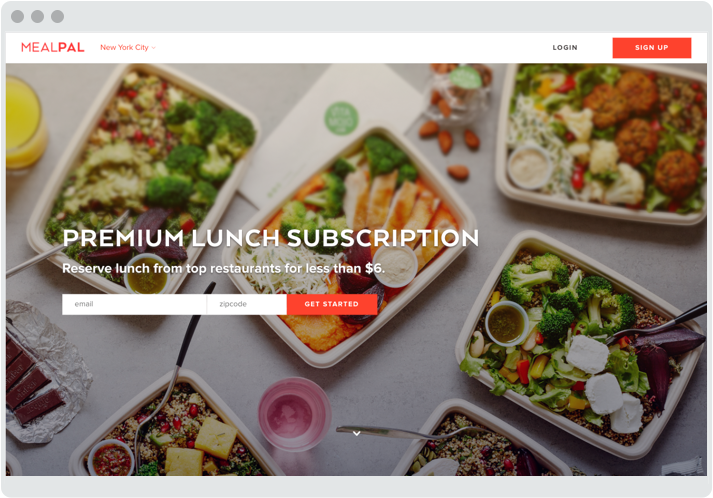 MEALPAL
New York City
LOGIN
SIGN UP
PREMIUM LUNCH SUBSCRIPTION
Reserve lunch from top restaurants for less than $6.
email
zipcode
GET STARTED